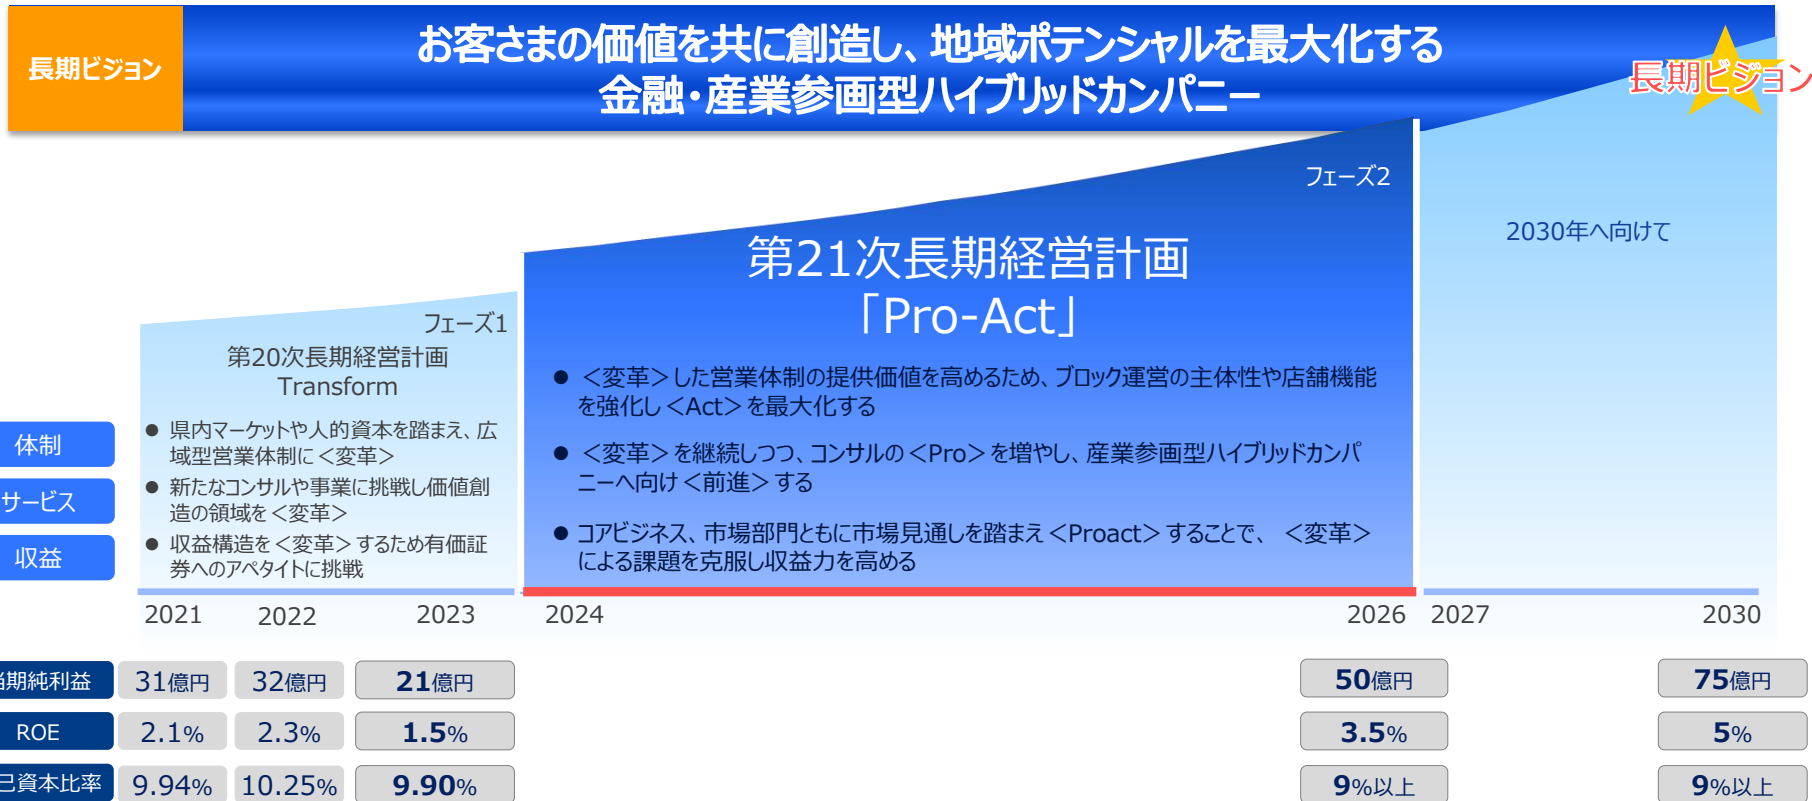 長期ビジョン
お客さまの価値を共に創造し、地域ポテンシャルを最大化する
金融・産業参画型ハイブリッドカンパニー
長期ビジョン
フェーズ2
2030年へ向けて
第21次長期経営計画
「Pro-Act」
フェーズ1
第20次長期経営計画
Transform
● <変革>した営業体制の提供価値を高めるため、ブロック運営の主体性や店舗機能
を強化し<Act>を最大化する
● <変革>を継続しつつ、コンサルの<Pro>を増やし、産業参画型ハイブリッドカンパ
ニーへ向け<前進>する
● コアビジネス、市場部門ともに市場見通しを踏まえ<Proact>することで、 <変革>
による課題を克服し収益力を高める
体制
● 県内マーケットや人的資本を踏まえ、広
域型営業体制に<変革>
サービス
● 新たなコンサルや事業に挑戦し価値創
造の領域を<変革>
収益
● 収益構造を<変革>するため有価証
券へのアペタイトに挑戦
2021 2022 2023 2024 2026 2027 2030
期純利益 31億円 32億円 21億円 50億円 75億円
ROE 2.1% 2.3% 1.5% 3.5% 5%
己資本比率 9.94% 10.25% 9.90% 9%以上 9%以上